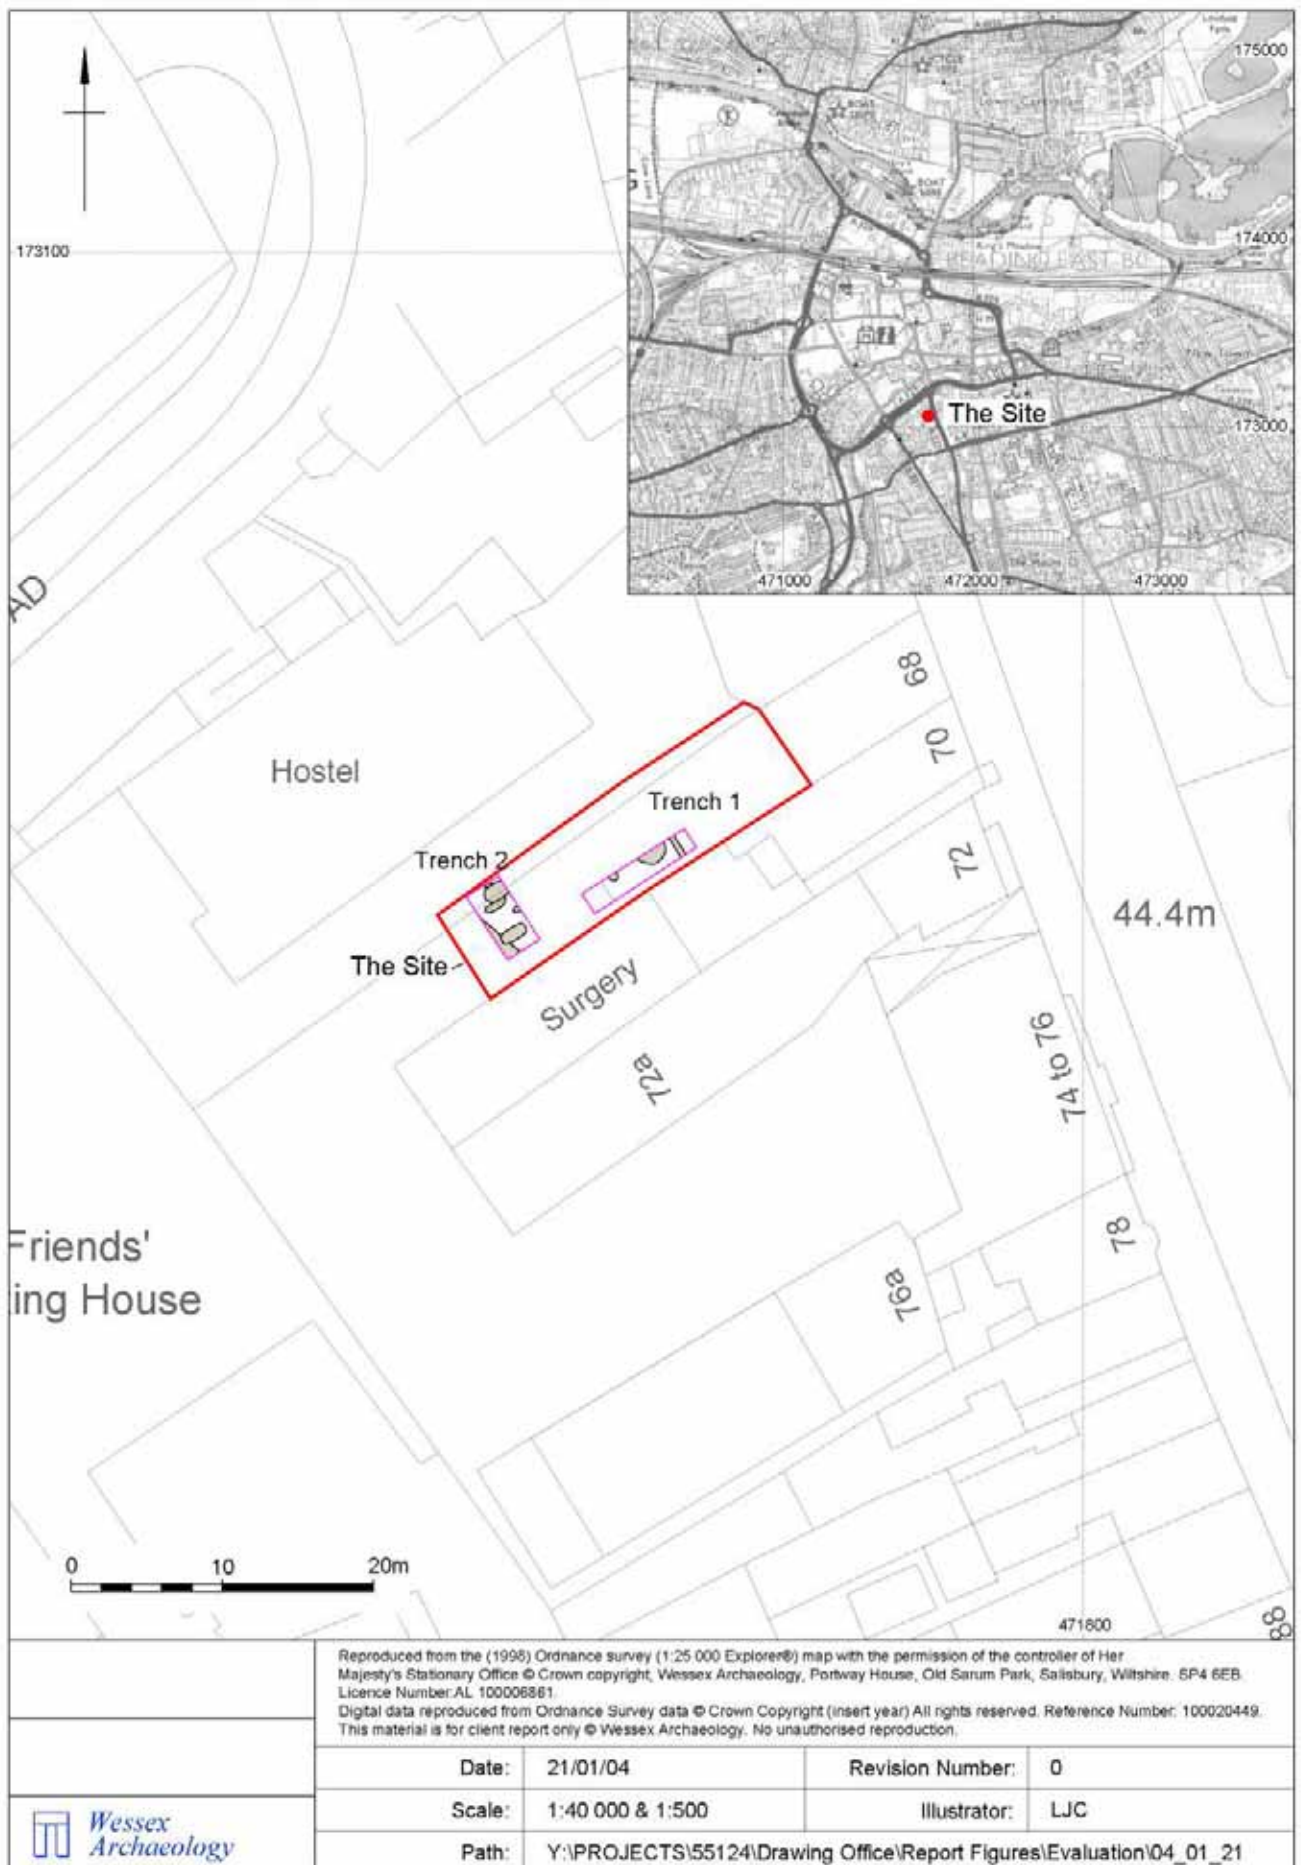 175000
BOAT
174000
READING EAST BC
The Site
173000
471000
472000
473000
173100
AD
68
70
Hostel
Trench 1
72
Trench 2
44.4m
The Site
Surgery
74 to 76
72a
78
Friends'
ing House
76a
0 10 20m
471800
88
Reproduced from the (1998) Ordnance survey (1:25 000 Explorer®) map with the permission of the controller of Her
Majesty's Stationary Office © Crown copyright, Wessex Archaeology, Portway House, Old Sarum Park, Salisbury, Wiltshire. SP4 6EB.
Licence Number:AL 100006861.
Digital data reproduced from Ordnance Survey data © Crown Copyright (insert year) All rights reserved. Reference Number: 100020449.
This material is for client report only © Wessex Archaeology. No unauthorised reproduction.
Date: 21/01/04 Revision Number: 0
Scale: 1:40 000 & 1:500 Illustrator: LJC
Path: Y:\PROJECTS\55124\Drawing Office\Report Figures\Evaluation\04_01_21
Wessex
Archaeology